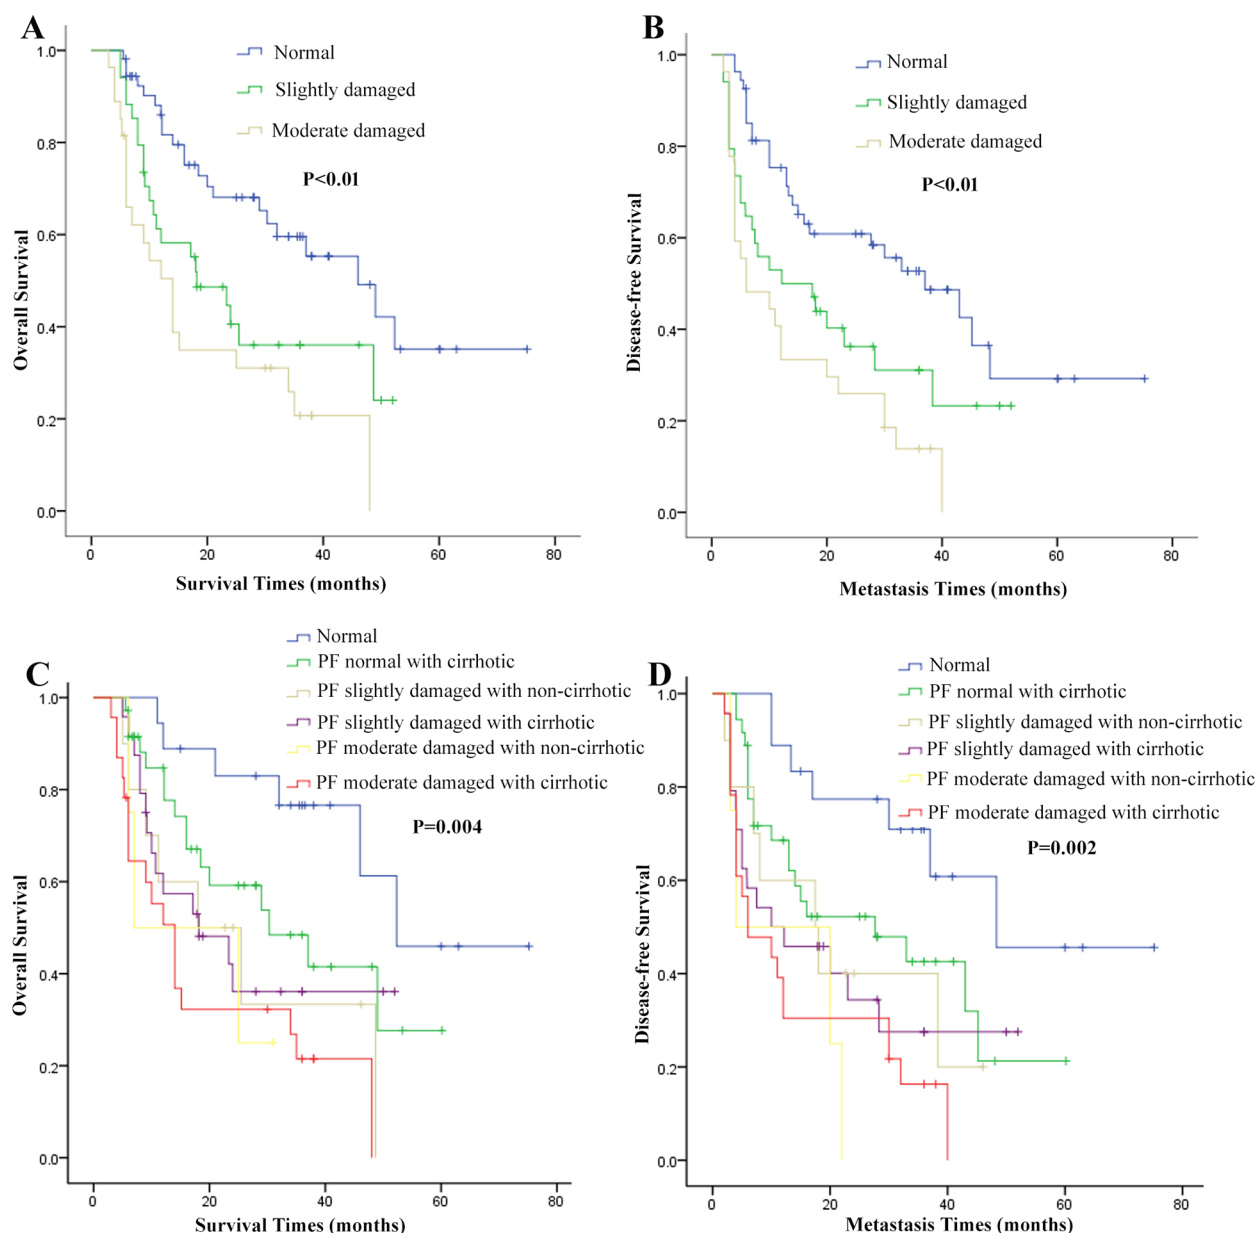 A
Normal
Slightly damaged
Moderate damaged
P<0.01
Overall Survival
1.0
0.8
0.6
0.4
0.2
0.0
0 20 40 60 80
Survival Times (months)
B
Normal
Slightly damaged
Moderate damaged
P<0.01
Disease-free Survival
1.0
0.8
0.6
0.4
0.2
0.0
0 20 40 60 80
Metastasis Times (months)
C
Normal
PF normal with cirrhotic
PF slightly damaged with non-cirrhotic
PF slightly damaged with cirrhotic
PF moderate damaged with non-cirrhotic
PF moderate damaged with cirrhotic
P=0.004
Overall Survival
1.0
0.8
0.6
0.4
0.2
0.0
0 20 40 60 80
Survival Times (months)
D
Normal
PF normal with cirrhotic
PF slightly damaged with non-cirrhotic
PF slightly damaged with cirrhotic
PF moderate damaged with non-cirrhotic
PF moderate damaged with cirrhotic
P=0.002
Disease-free Survival
1.0
0.8
0.6
0.4
0.2
0.0
0 20 40 60 80
Metastasis Times (months)